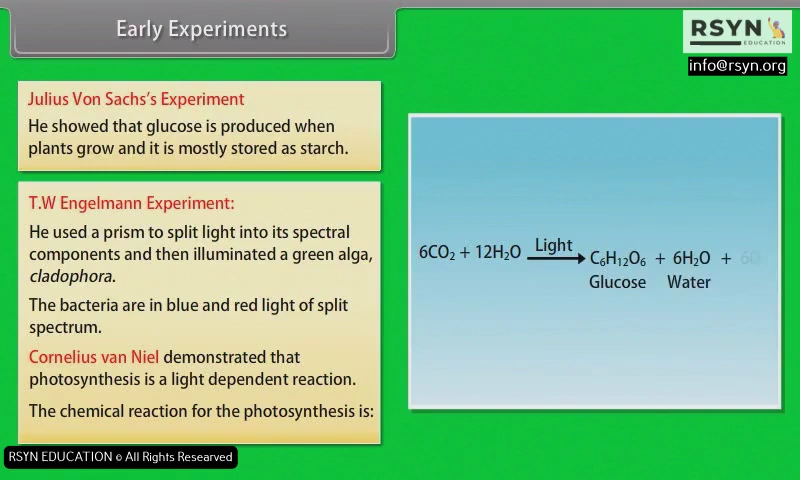 Early Experiments
RSYN
EDUCATION
info@rsyn.org
Julius Von Sachs's Experiment
He showed that glucose is produced when
plants grow and it is mostly stored as starch.
T.W Engelmann Experiment:
He used a prism to split light into its spectral
components and then illuminated a green alga,
cladophora.
The bacteria are in blue and red light of split
spectrum.
Cornelius van Niel demonstrated that
photosynthesis is a light dependent reaction.
The chemical reaction for the photosynthesis is:
Light
6CO₂ + 12H₂O → C₆H₁₂O₆ + 6H₂O +
Glucose Water
RSYN EDUCATION © All Rights Researved